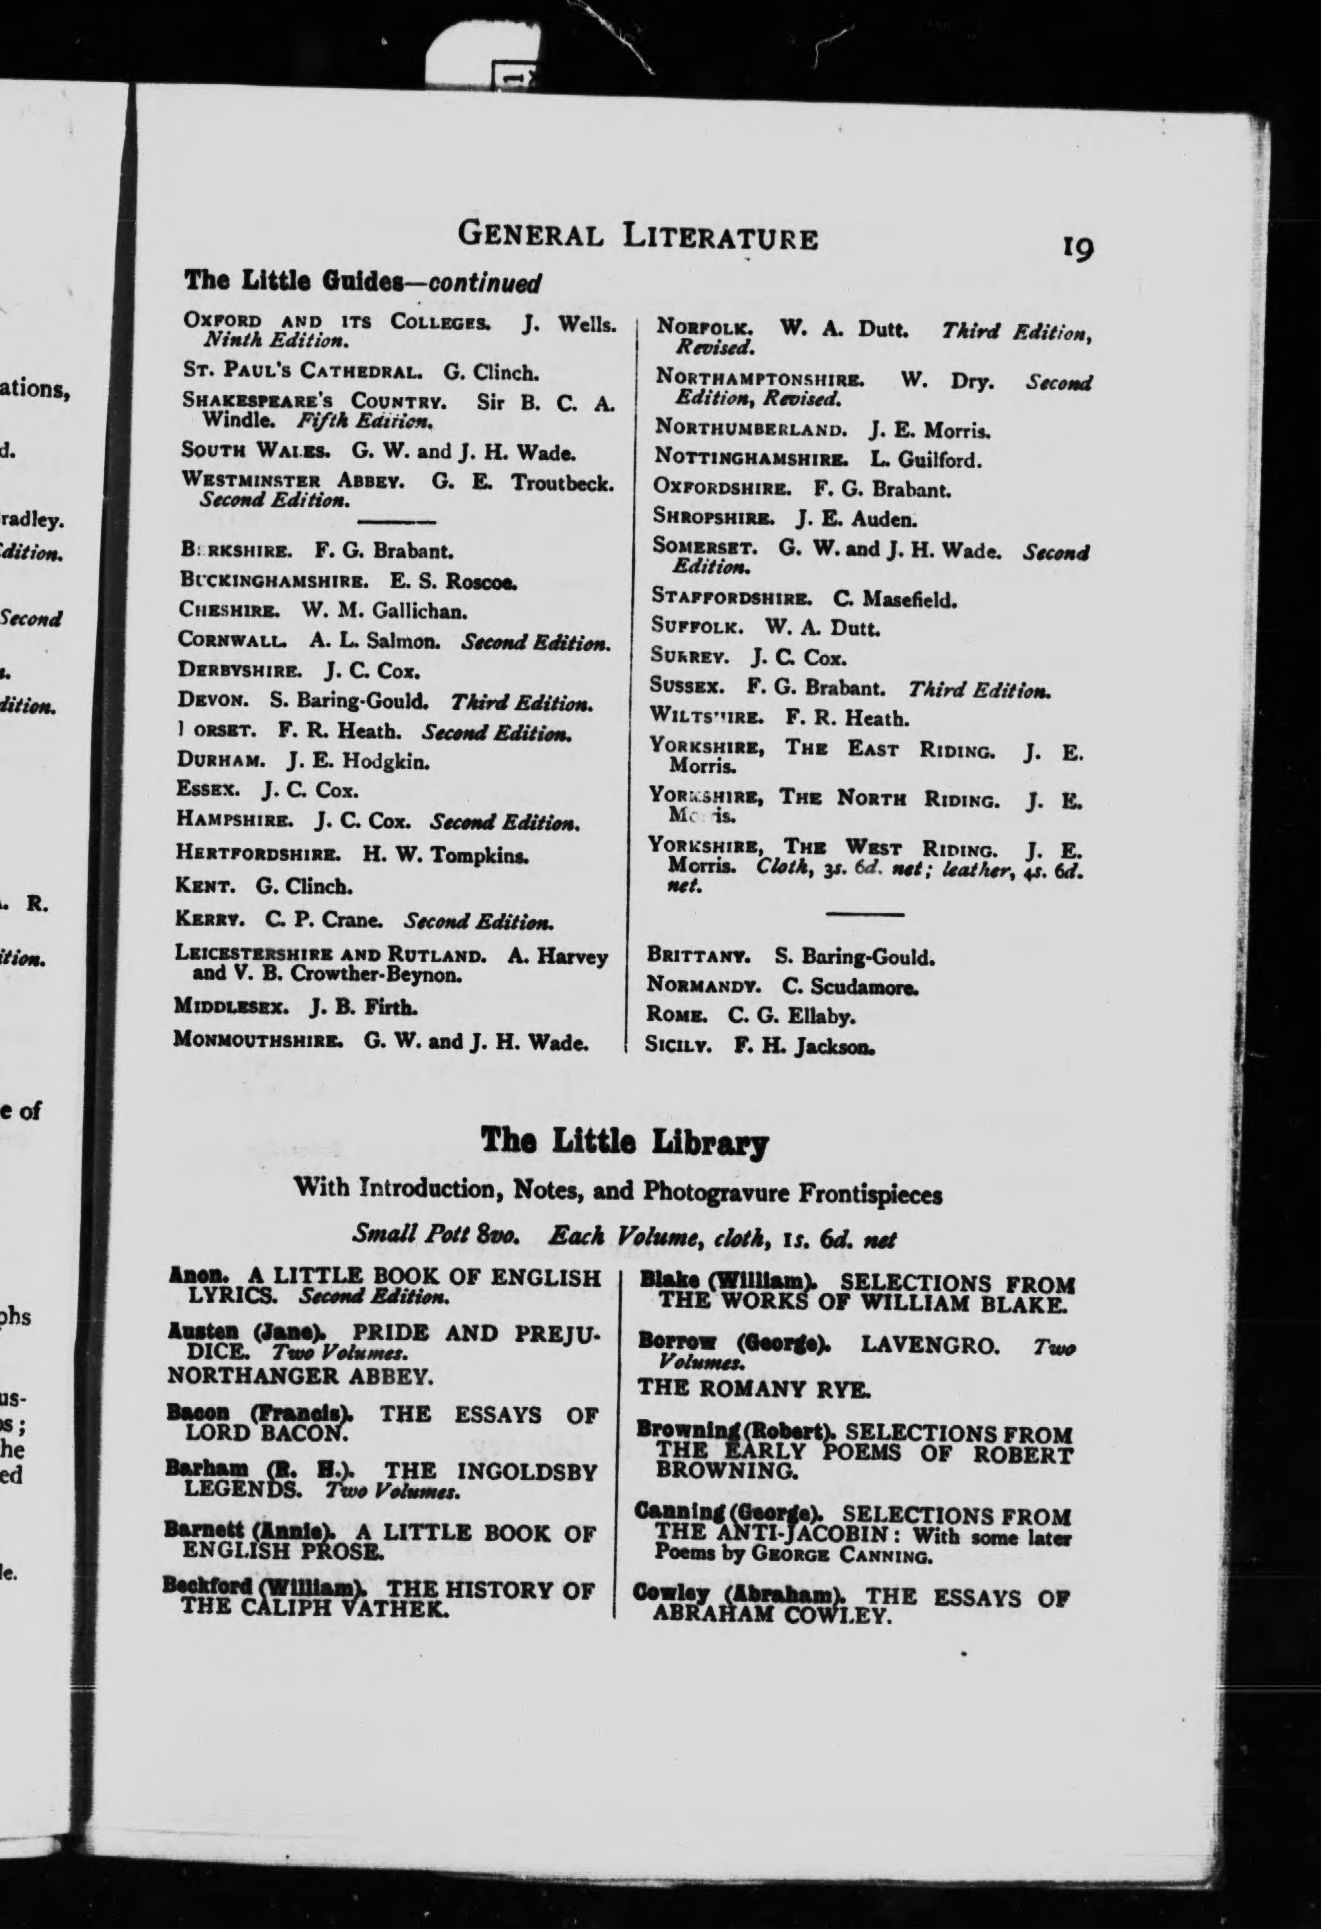 GENERAL LITERATURE 19
The Little Guides—continued
OXFORD AND ITS COLLEGES. J. Wells.
Ninth Edition.
ST. PAUL'S CATHEDRAL. G. Clinch.
SHAKESPEARE'S COUNTRY. Sir B. C. A.
Windle. Fifth Edition.
SOUTH WALES. G. W. and J. H. Wade.
WESTMINSTER ABBEY. G. E. Troutbeck.
Second Edition.
BERKSHIRE. F. G. Brabant.
BUCKINGHAMSHIRE. E. S. Roscoe.
CHESHIRE. W. M. Gallichan.
CORNWALL. A. L. Salmon. Second Edition.
DERBYSHIRE. J. C. Cox.
DEVON. S. Baring-Gould. Third Edition.
DORSET. F. R. Heath. Second Edition.
DURHAM. J. E. Hodgkin.
ESSEX. J. C. Cox.
HAMPSHIRE. J. C. Cox. Second Edition.
HERTFORDSHIRE. H. W. Tompkins.
KENT. G. Clinch.
KERRY. C. P. Crane. Second Edition.
LEICESTERSHIRE AND RUTLAND. A. Harvey
and V. B. Crowther-Beynon.
MIDDLESEX. J. B. Firth.
MONMOUTHSHIRE. G. W. and J. H. Wade.
NORFOLK. W. A. Dutt. Third Edition,
Revised.
NORTHAMPTONSHIRE. W. Dry. Second
Edition, Revised.
NORTHUMBERLAND. J. E. Morris.
NOTTINGHAMSHIRE. L. Guilford.
OXFORDSHIRE. F. G. Brabant.
SHROPSHIRE. J. E. Auden.
SOMERSET. G. W. and J. H. Wade. Second
Edition.
STAFFORDSHIRE. C. Masefield.
SUFFOLK. W. A. Dutt.
SURREY. J. C. Cox.
SUSSEX. F. G. Brabant. Third Edition.
WILTSHIRE. F. R. Heath.
YORKSHIRE, THE EAST RIDING. J. E.
Morris.
YORKSHIRE, THE NORTH RIDING. J. E.
Morris.
YORKSHIRE, THE WEST RIDING. J. E.
Morris. Cloth, 3s. 6d. net; leather, 4s. 6d.
net.
BRITTANY. S. Baring-Gould.
NORMANDY. C. Scudamore.
ROME. C. G. Ellaby.
SICILY. F. H. Jackson.
The Little Library
With Introduction, Notes, and Photogravure Frontispieces
Small Pott 8vo. Each Volume, cloth, 1s. 6d. net
Anon. A LITTLE BOOK OF ENGLISH
LYRICS. Second Edition.
Austen (Jane). PRIDE AND PREJU-
DICE. Two Volumes.
NORTHANGER ABBEY.
Bacon (Francis). THE ESSAYS OF
LORD BACON.
Barham (R. H.). THE INGOLDSBY
LEGENDS. Two Volumes.
Barnett (Annie). A LITTLE BOOK OF
ENGLISH PROSE.
Beckford (William). THE HISTORY OF
THE CALIPH VATHEK.
Blake (William). SELECTIONS FROM
THE WORKS OF WILLIAM BLAKE.
Borrow (George). LAVENGRO. Two
Volumes.
THE ROMANY RYE.
Browning (Robert). SELECTIONS FROM
THE EARLY POEMS OF ROBERT
BROWNING.
Canning (George). SELECTIONS FROM
THE ANTI-JACOBIN: With some later
Poems by GEORGE CANNING.
Cowley (Abraham). THE ESSAYS OF
ABRAHAM COWLEY.